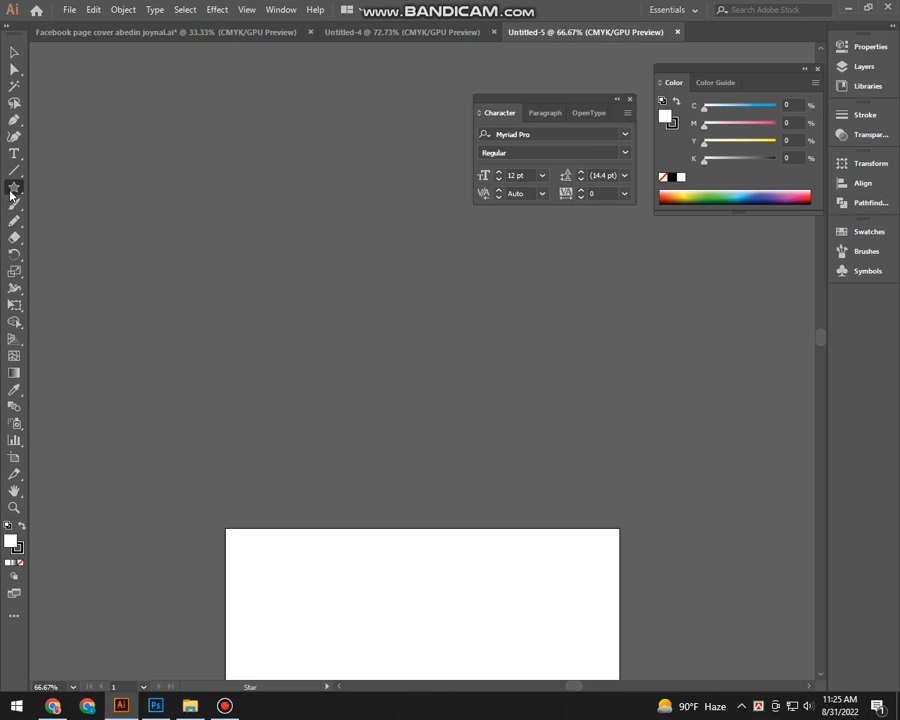 Ai File Edit Object Type Select Effect View Window Help WWW.BANDICAM.COM Essentials Search Adobe Stock
Facebook page cover abedin joynal.ai* @ 33.33% (CMYK/GPU Preview) Untitled-4 @ 72.73% (CMYK/GPU Preview) Untitled-5 @ 66.67% (CMYK/GPU Preview)
Character Paragraph OpenType
Myriad Pro
Regular
12 pt (14.4 pt)
Auto 0
Color Color Guide
C 0 %
M 0 %
Y 0 %
K 0 %
Properties
Layers
Libraries
Stroke
Transpar...
Transform
Align
Pathfind...
Swatches
Brushes
Symbols
66.67% 1 Star
Ps 90°F Haze 11:25 AM
8/31/2022 1